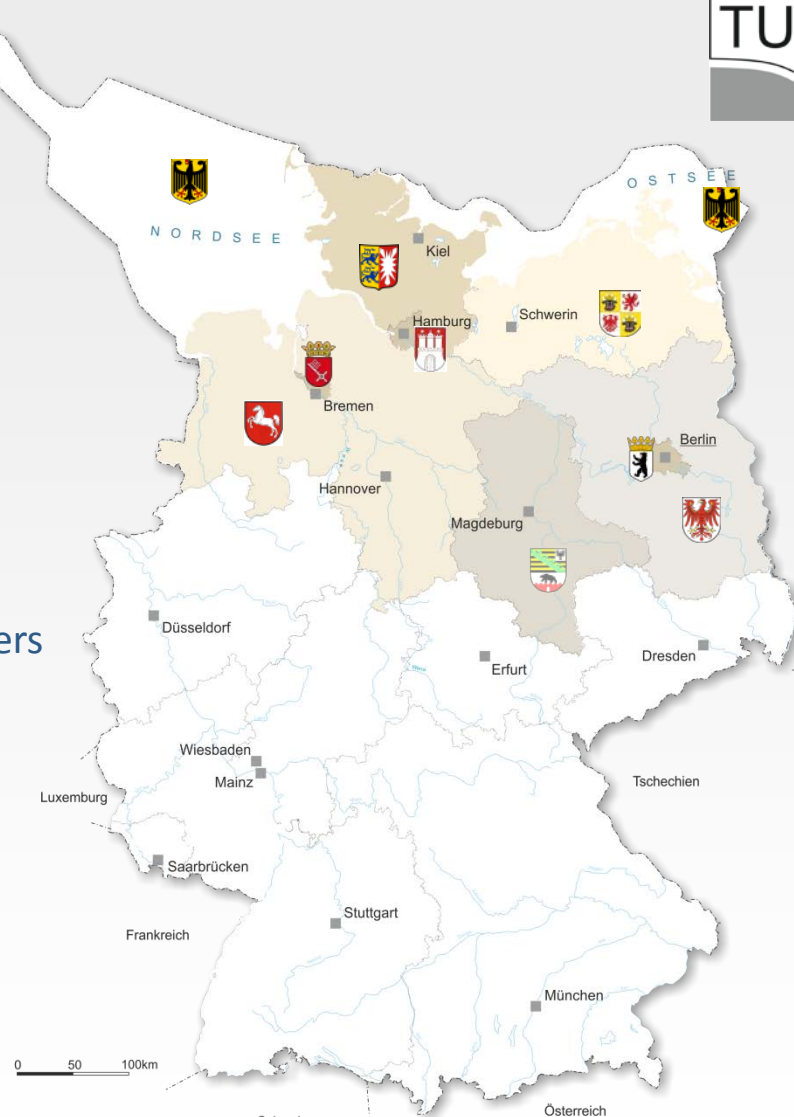 TU
OSTSEE
NORDSEE
Kiel
Schwerin
Hamburg
Bremen
Berlin
Hannover
Magdeburg
Düsseldorf
ers
Erfurt
Dresden
Wiesbaden
Mainz
Tschechien
Luxemburg
Saarbrücken
Stuttgart
Frankreich
München
0 50 100km
Österreich